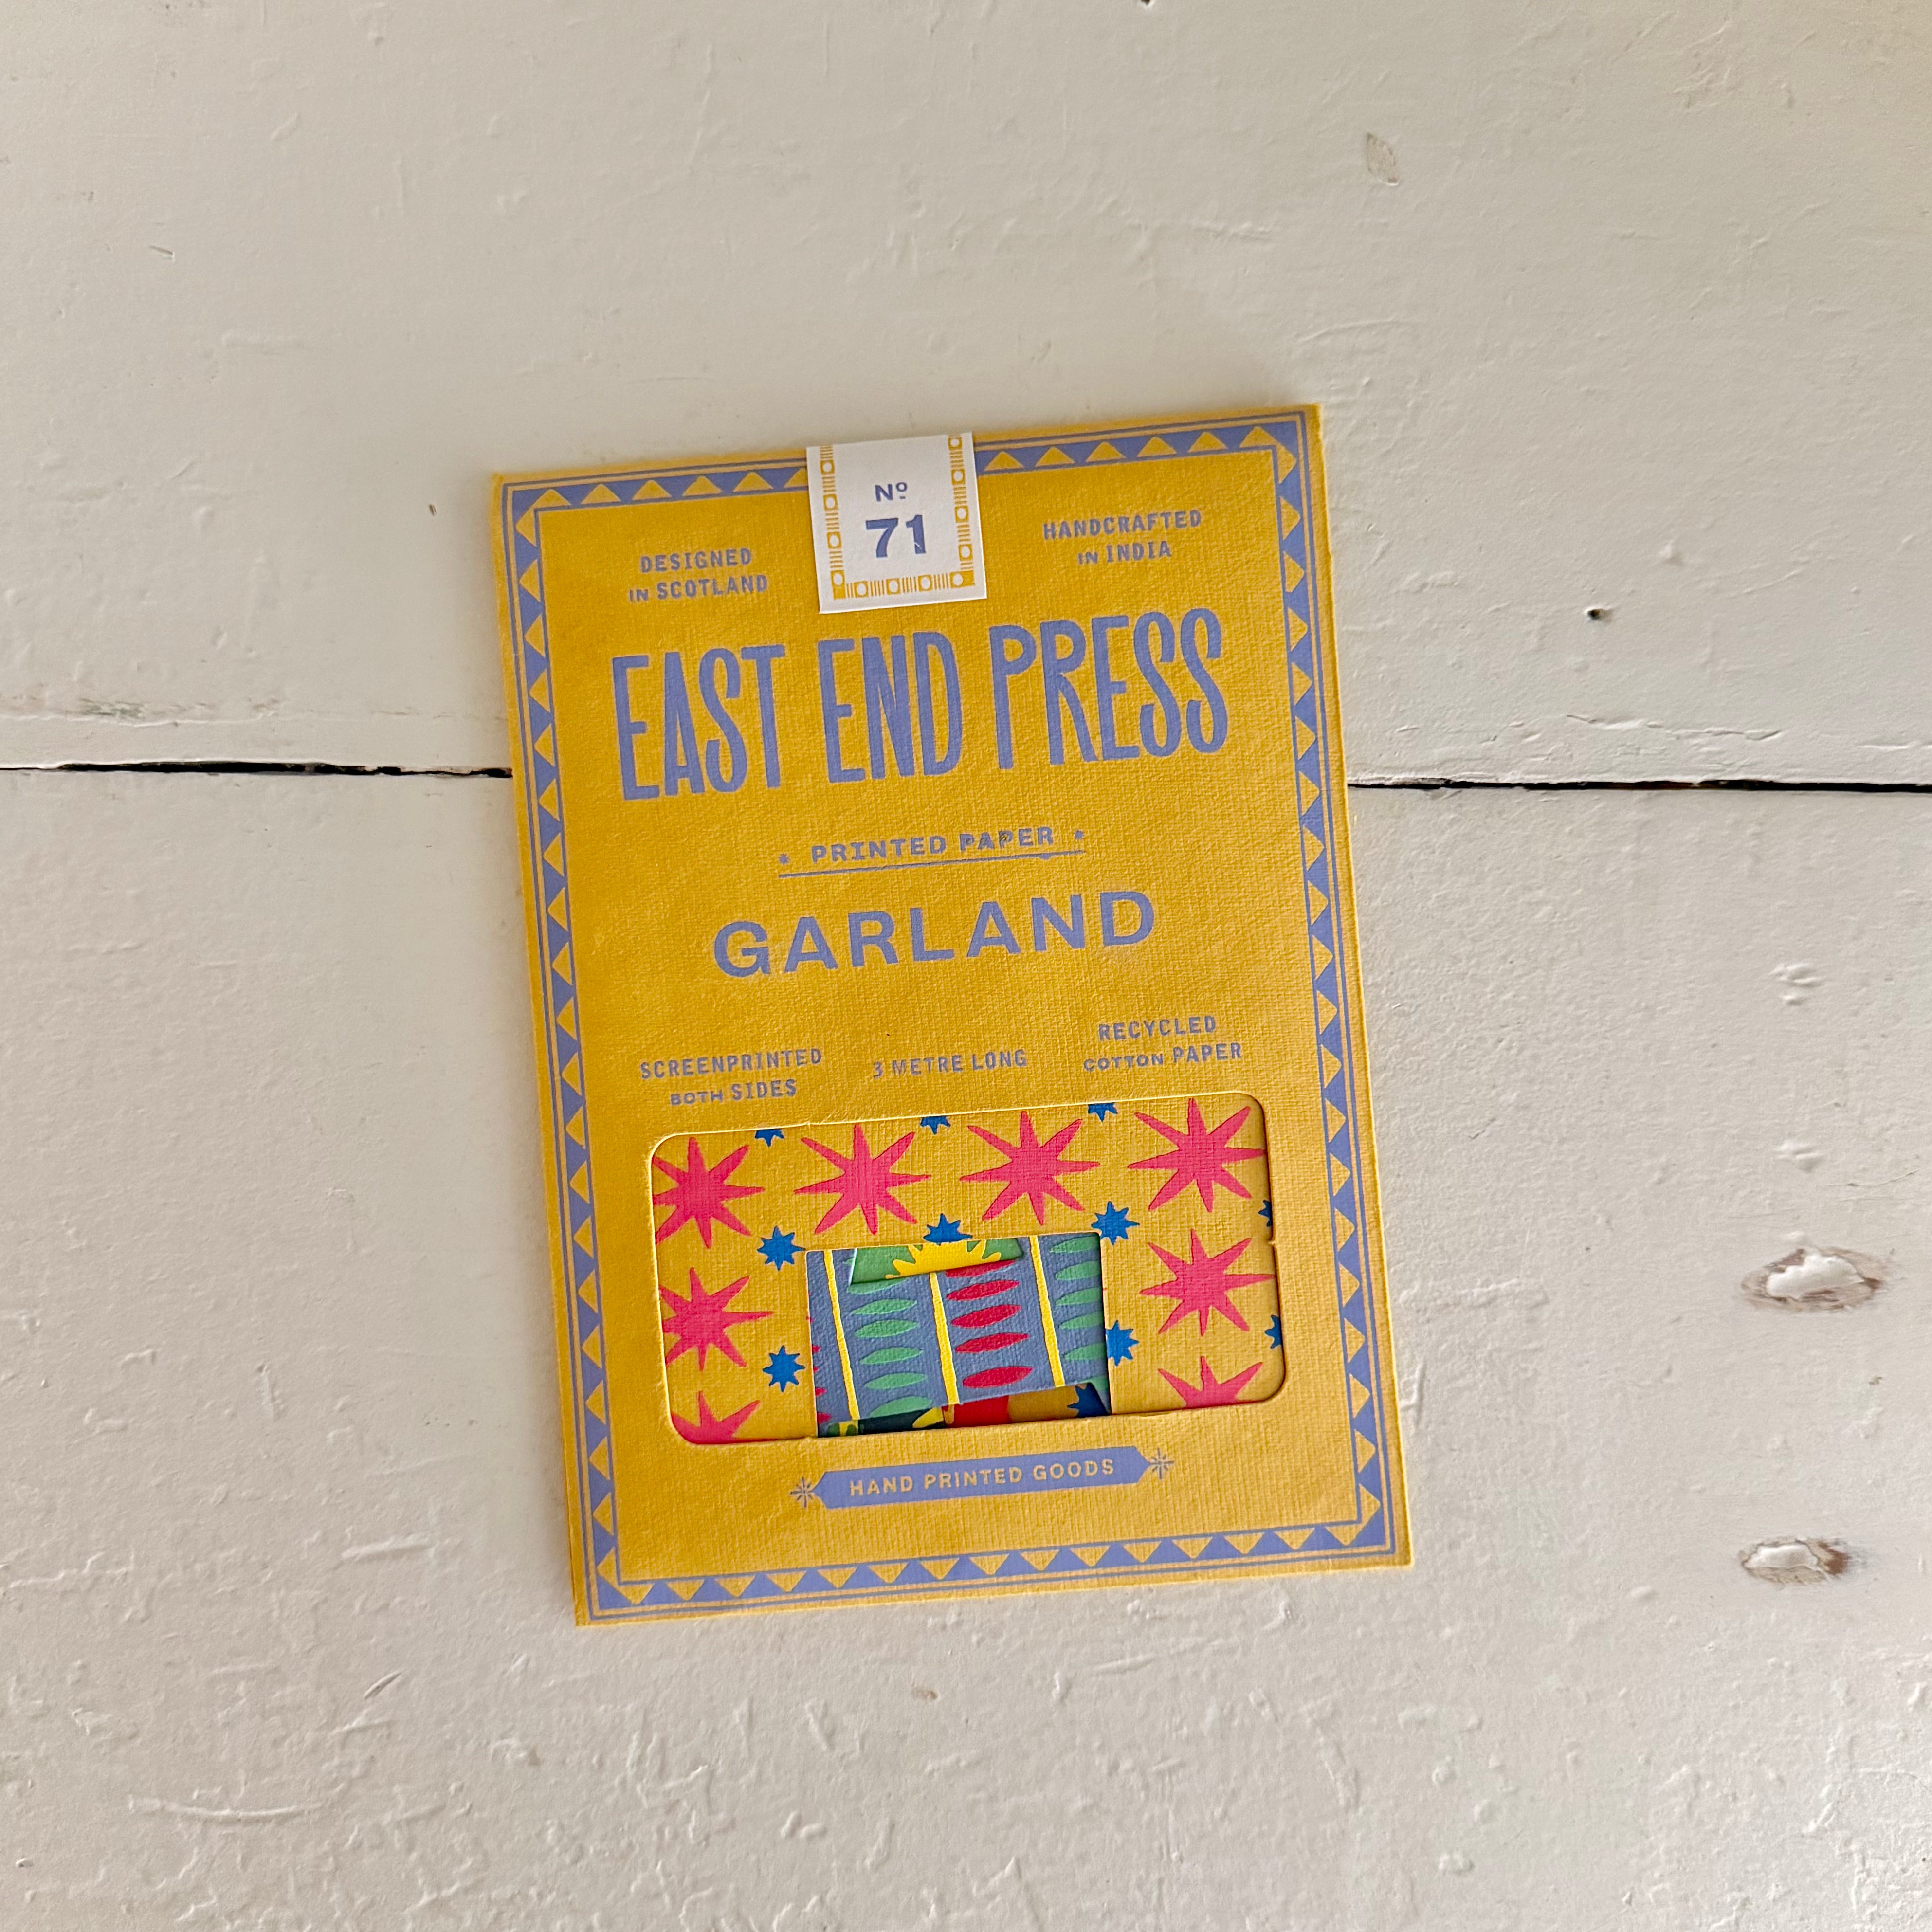 Nº
71
DESIGNED
IN SCOTLAND
HANDCRAFTED
IN INDIA
EAST END PRESS
PRINTED PAPER
GARLAND
SCREENPRINTED
BOTH SIDES
3 METRE LONG
RECYCLED
COTTON PAPER
HAND PRINTED GOODS